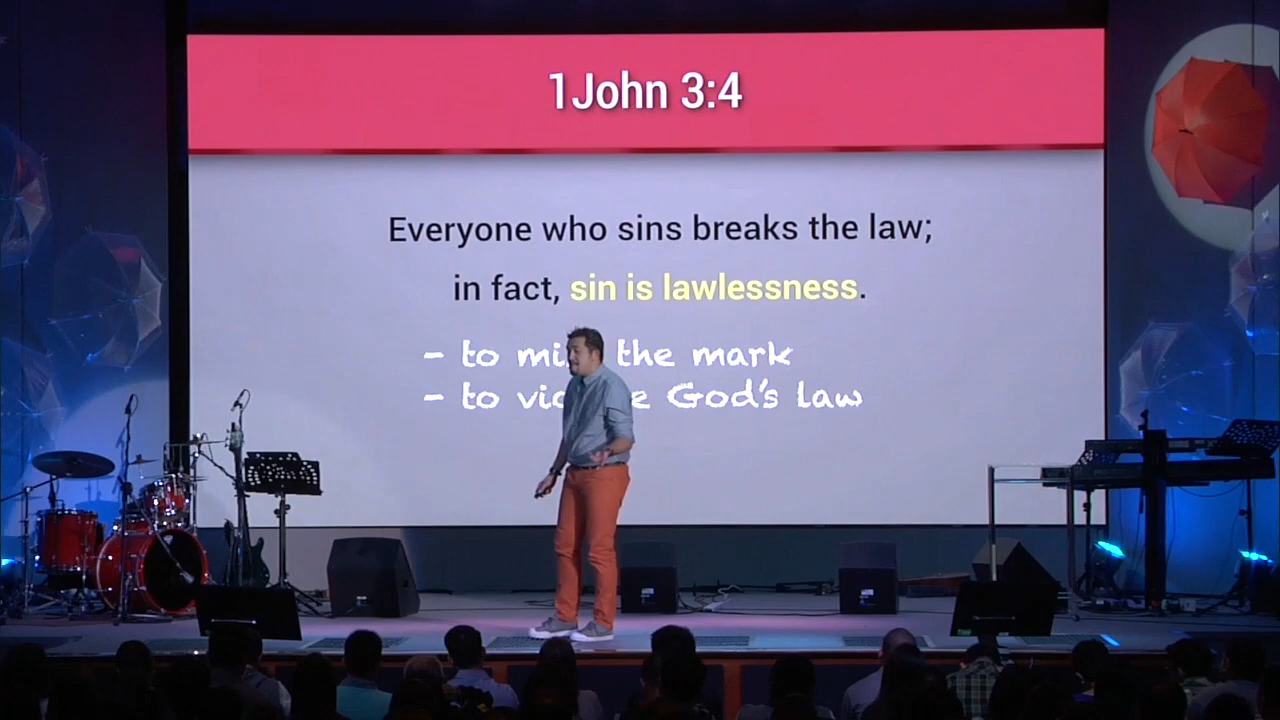 1John 3:4
Everyone who sins breaks the law;
in fact, sin is lawlessness.
- to the mark
- to God's law